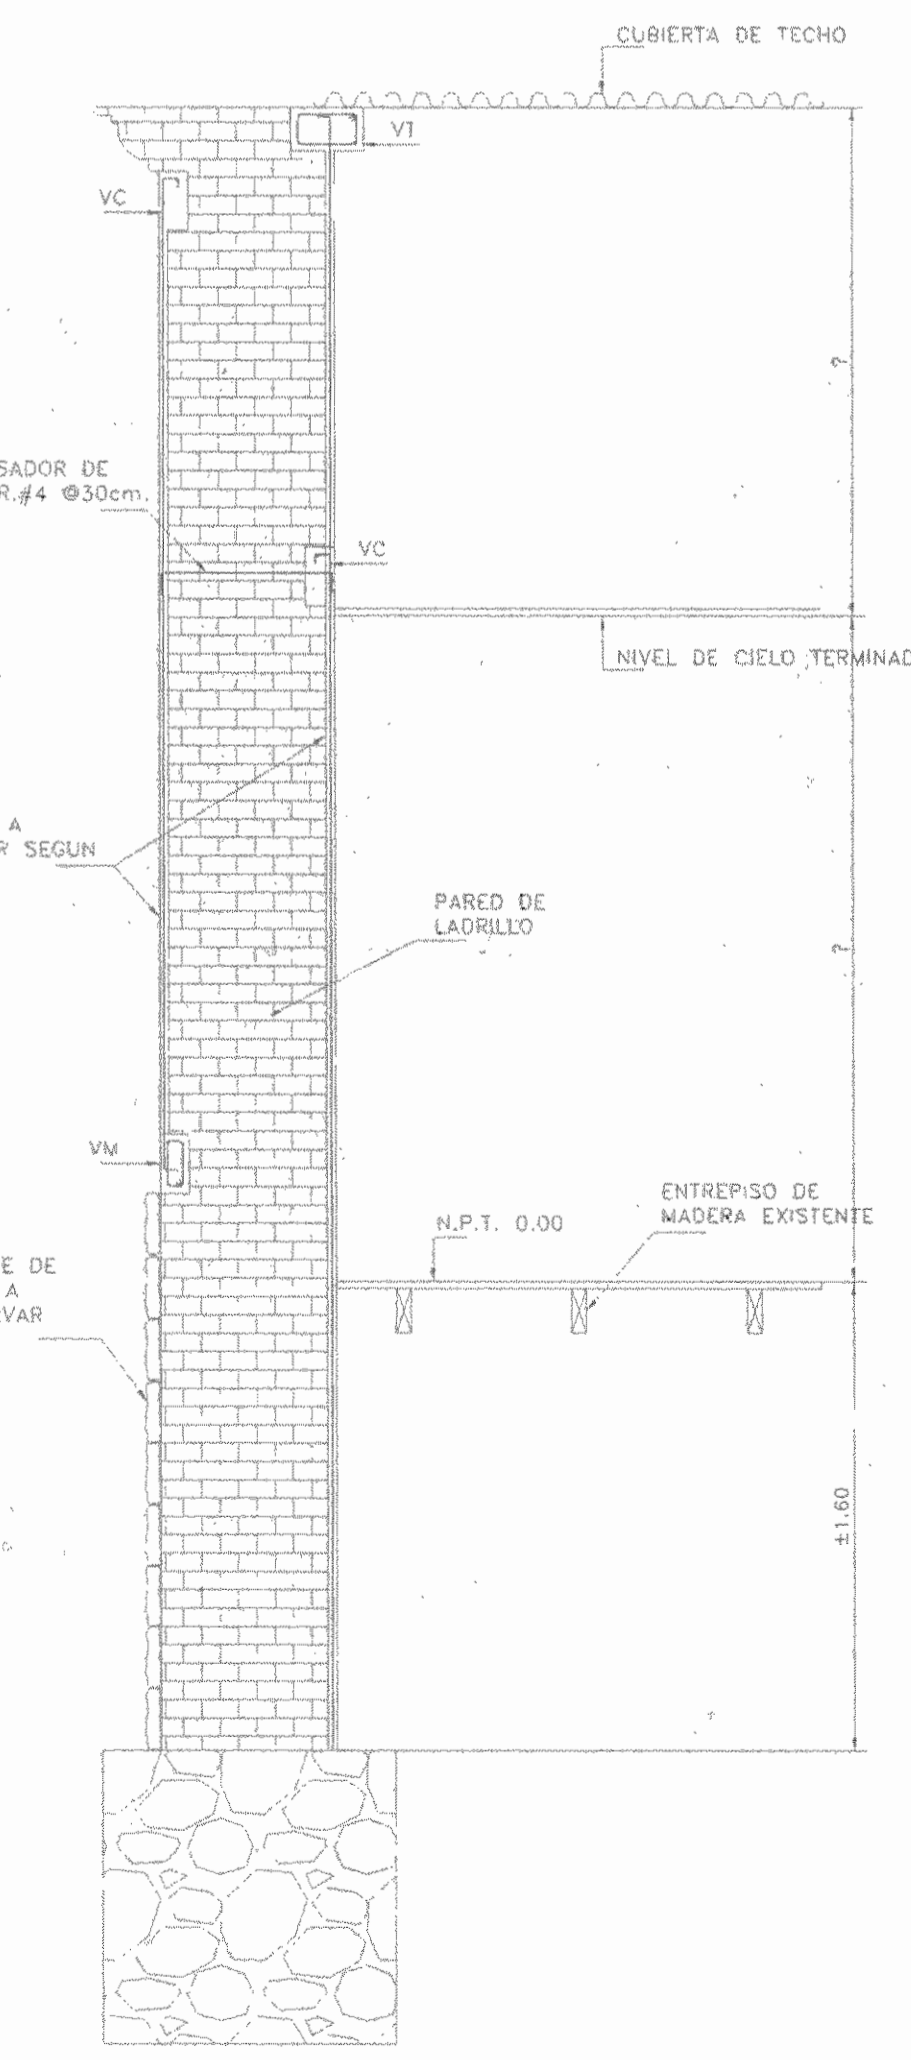 CUBIERTA DE TECHO
VT
VC
?
SADOR DE
R.#4 @30cm.
VC
NIVEL DE CIELO TERMINAD
A
R SEGUN
PARED DE
LADRILLO
?
VM
ENTREPISO DE
MADERA EXISTENTE
N.P.T. 0.00
E DE
A
RVAR
±1.60